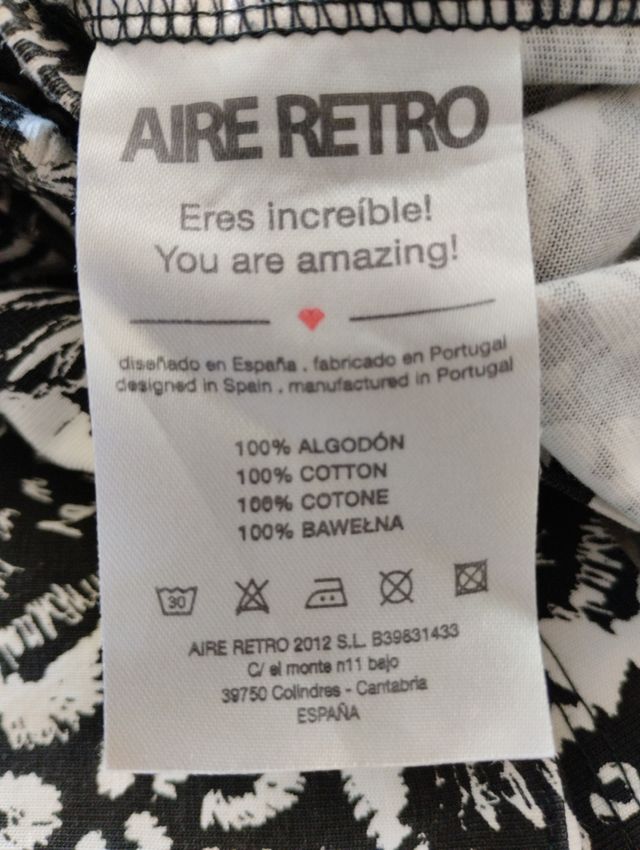 AIRE RETRO
Eres increíble!
You are amazing!
diseñado en España . fabricado en Portugal
designed in Spain . manufactured in Portugal
100% ALGODÓN
100% COTTON
100% COTONE
100% BAWEŁNA
30
AIRE RETRO 2012 S.L. B39831433
C/ el monte n11 bajo
39750 Colindres - Cantabria
ESPAÑA